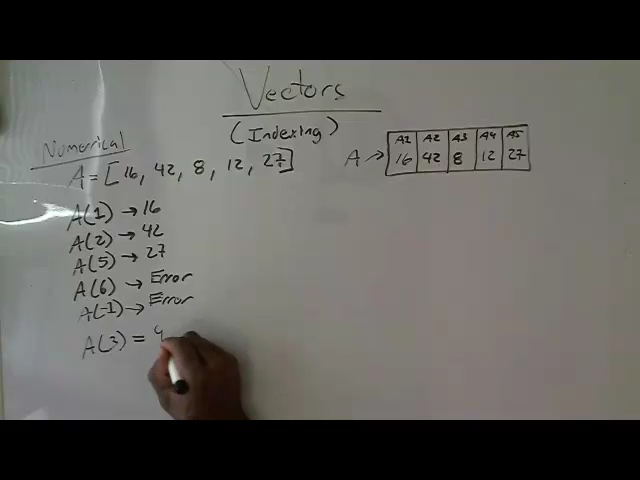 Vectors
(Indexing)
Numerical
A = [16, 42, 8, 12, 27]
A → A1 A2 A3 A4 A5
16 42 8 12 27
A(1) → 16
A(2) → 42
A(5) → 27
A(6) → Error
A(-1) → Error
A(3) =